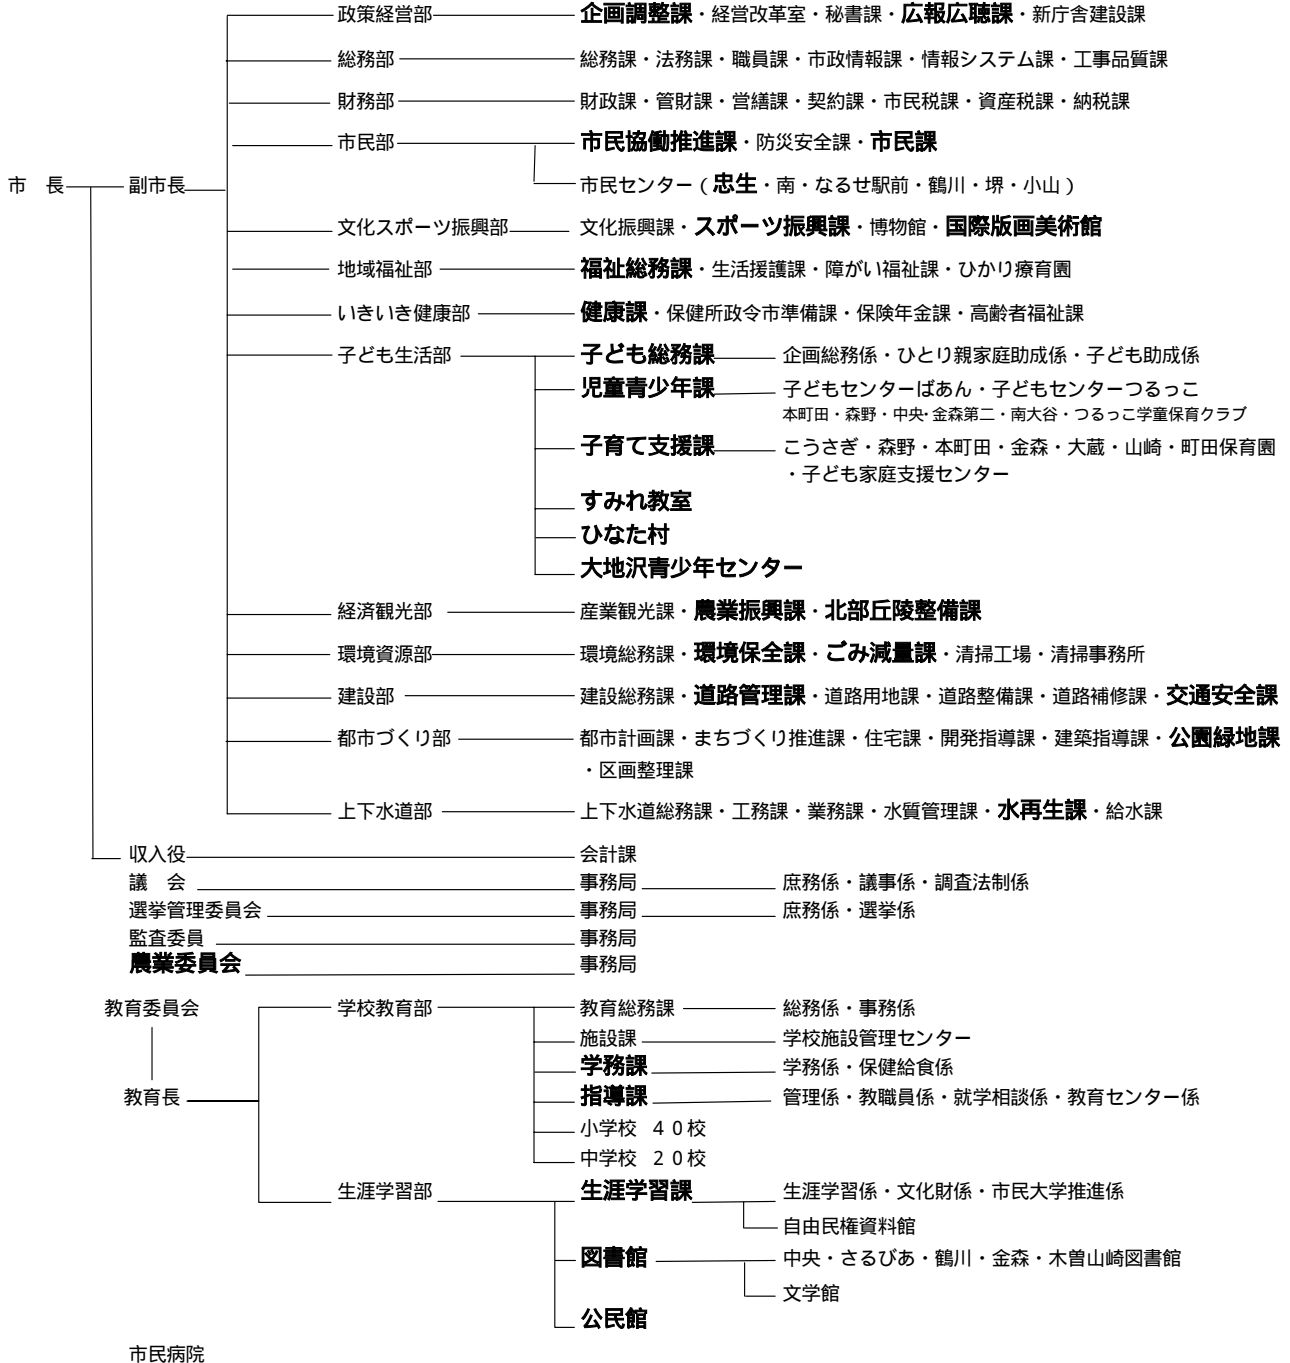 政策経営部 企画調整課・経営改革室・秘書課・広報広聴課・新庁舎建設課
総務部 総務課・法務課・職員課・市政情報課・情報システム課・工事品質課
財務部 財政課・管財課・営繕課・契約課・市民税課・資産税課・納税課
市民部 市民協働推進課・防災安全課・市民課
市　長 副市長 市民センター（忠生・南・なるせ駅前・鶴川・堺・小山）
文化スポーツ振興部 文化振興課・スポーツ振興課・博物館・国際版画美術館
地域福祉部 福祉総務課・生活援護課・障がい福祉課・ひかり療育園
いきいき健康部 健康課・保健所政令市準備課・保険年金課・高齢者福祉課
子ども生活部 子ども総務課 企画総務係・ひとり親家庭助成係・子ども助成係
児童青少年課 子どもセンターばあん・子どもセンターつるっこ
本町田・森野・中央・金森第二・南大谷・つるっこ学童保育クラブ
子育て支援課 こうさぎ・森野・本町田・金森・大蔵・山崎・町田保育園
・子ども家庭支援センター
すみれ教室
ひなた村
大地沢青少年センター
経済観光部 産業観光課・農業振興課・北部丘陵整備課
環境資源部 環境総務課・環境保全課・ごみ減量課・清掃工場・清掃事務所
建設部 建設総務課・道路管理課・道路用地課・道路整備課・道路補修課・交通安全課
都市づくり部 都市計画課・まちづくり推進課・住宅課・開発指導課・建築指導課・公園緑地課
・区画整理課
上下水道部 上下水道総務課・工務課・業務課・水質管理課・水再生課・給水課
収入役 会計課
議　会 事務局 庶務係・議事係・調査法制係
選挙管理委員会 事務局 庶務係・選挙係
監査委員 事務局
農業委員会 事務局
教育委員会 学校教育部 教育総務課 総務係・事務係
施設課 学校施設管理センター
学務課 学務係・保健給食係
教育長 指導課 管理係・教職員係・就学相談係・教育センター係
小学校　４０校
中学校　２０校
生涯学習部 生涯学習課 生涯学習係・文化財係・市民大学推進係
自由民権資料館
図書館 中央・さるびあ・鶴川・金森・木曽山崎図書館
文学館
公民館
市民病院